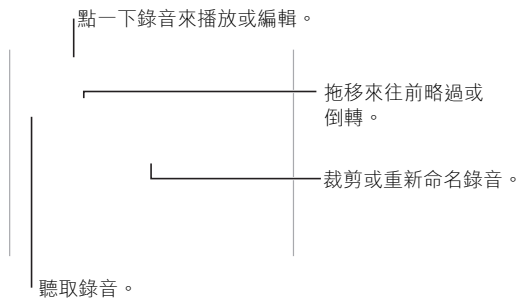 點一下錄音來播放或編輯。
拖移來往前略過或
倒轉。
裁剪或重新命名錄音。
聽取錄音。